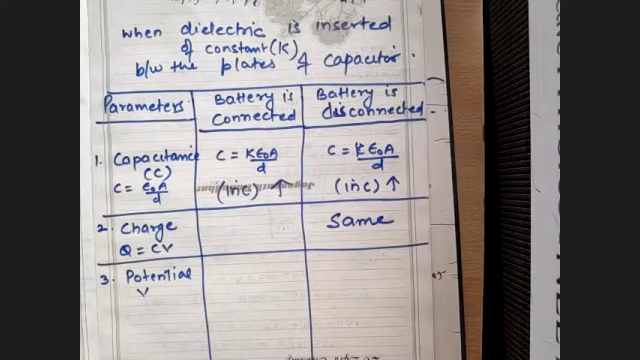 when dielectric is inserted
of constant (K)
b/w the plates of capacitor.
Parameters
Battery is connected
Battery is disconnected.
1. Capacitance (C)
C = ε₀A/d
C = Kε₀A/d
(inc) ↑
C = Kε₀A/d
(inc) ↑
2. Charge
Q = CV
Same
3. Potential
V